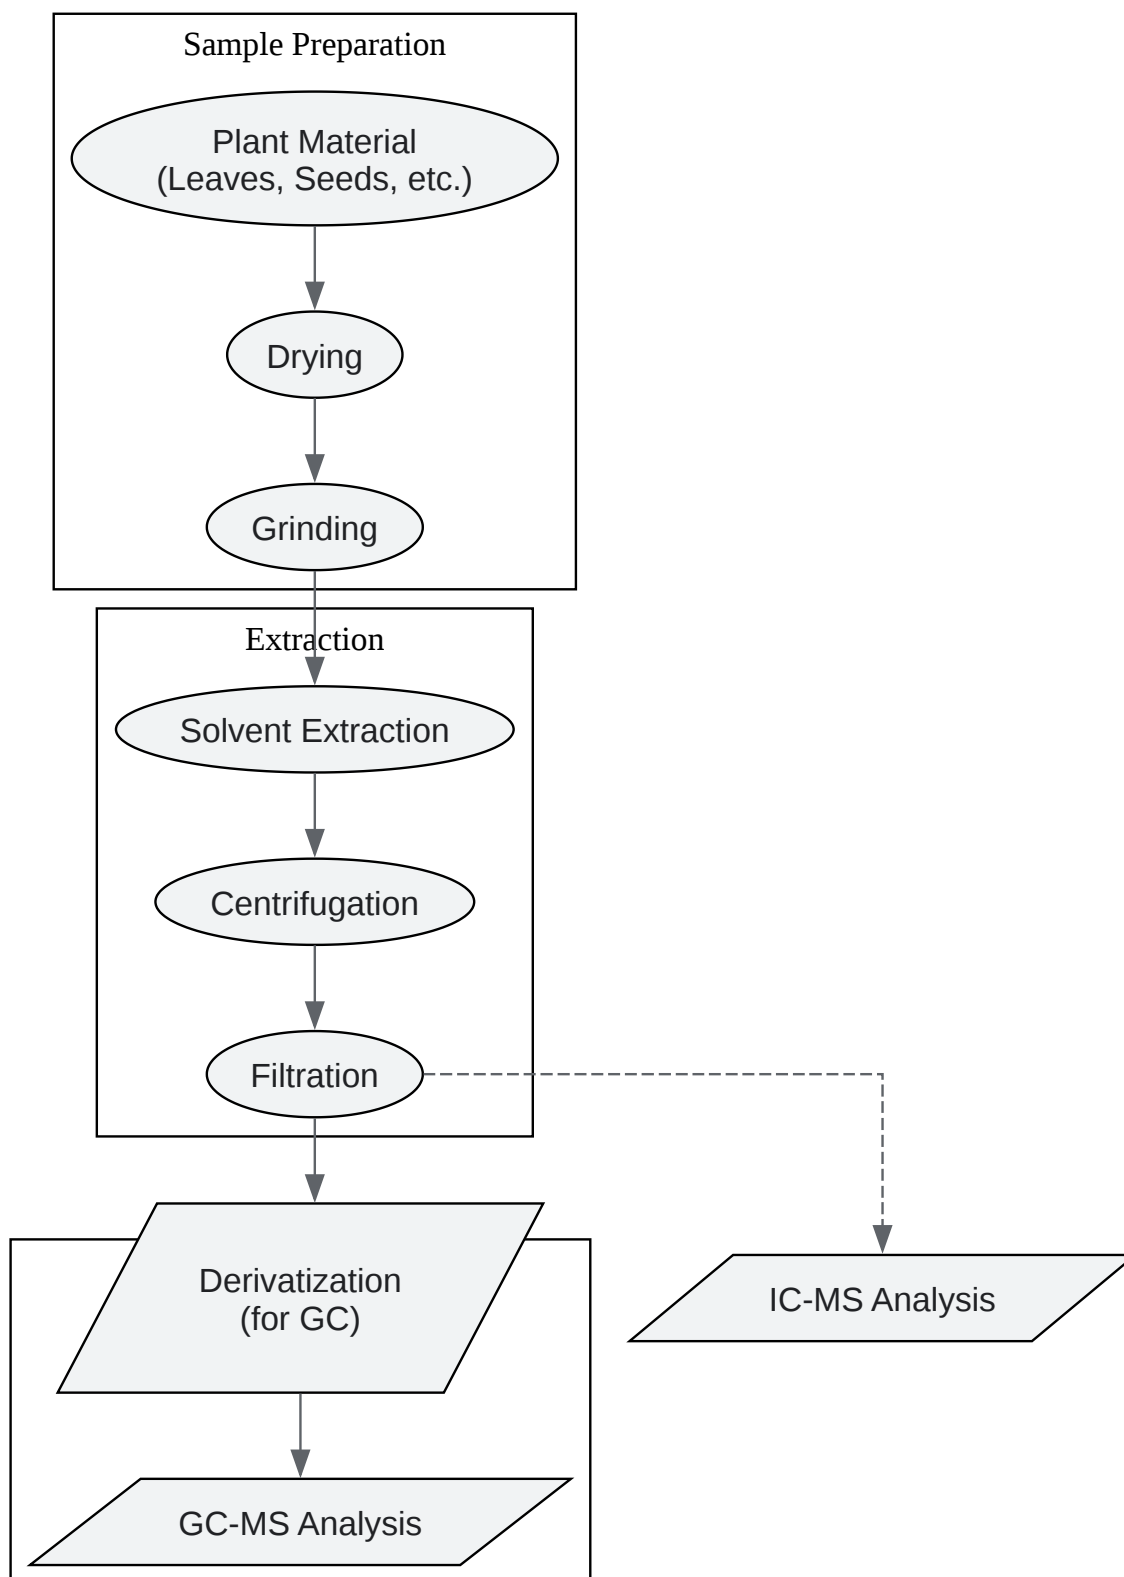 Sample Preparation
Plant Material
(Leaves, Seeds, etc.)
Drying
Grinding
Extraction
Solvent Extraction
Centrifugation
Filtration
Derivatization
(for GC)
IC-MS Analysis
GC-MS Analysis